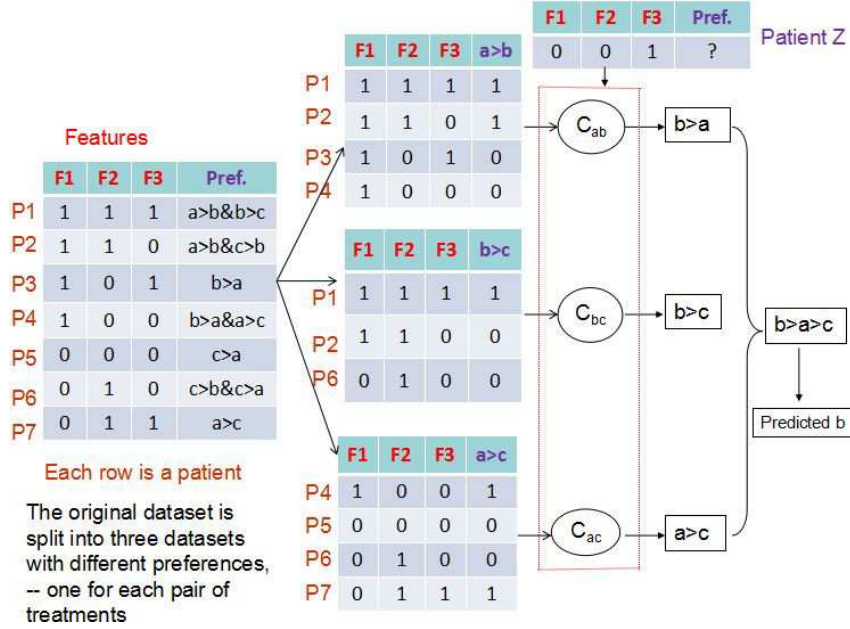 Features
F1 F2 F3 Pref.
P1 1 1 1 a>b&b>c
P2 1 1 0 a>b&c>b
P3 1 0 1 b>a
P4 1 0 0 b>a&a>c
P5 0 0 0 c>a
P6 0 1 0 c>b&c>a
P7 0 1 1 a>c
Each row is a patient
The original dataset is
split into three datasets
with different preferences,
-- one for each pair of
treatments
F1 F2 F3 a>b
P1 1 1 1 1
P2 1 1 0 1
P3 1 0 1 0
P4 1 0 0 0
F1 F2 F3 b>c
P1 1 1 1 1
P2 1 1 0 0
P6 0 1 0 0
F1 F2 F3 a>c
P4 1 0 0 1
P5 0 0 0 0
P6 0 1 0 0
P7 0 1 1 1
F1 F2 F3 Pref.
0 0 1 ?
Patient Z
Cab
b>a
Cbc
b>c
Cac
a>c
b>a>c
Predicted b